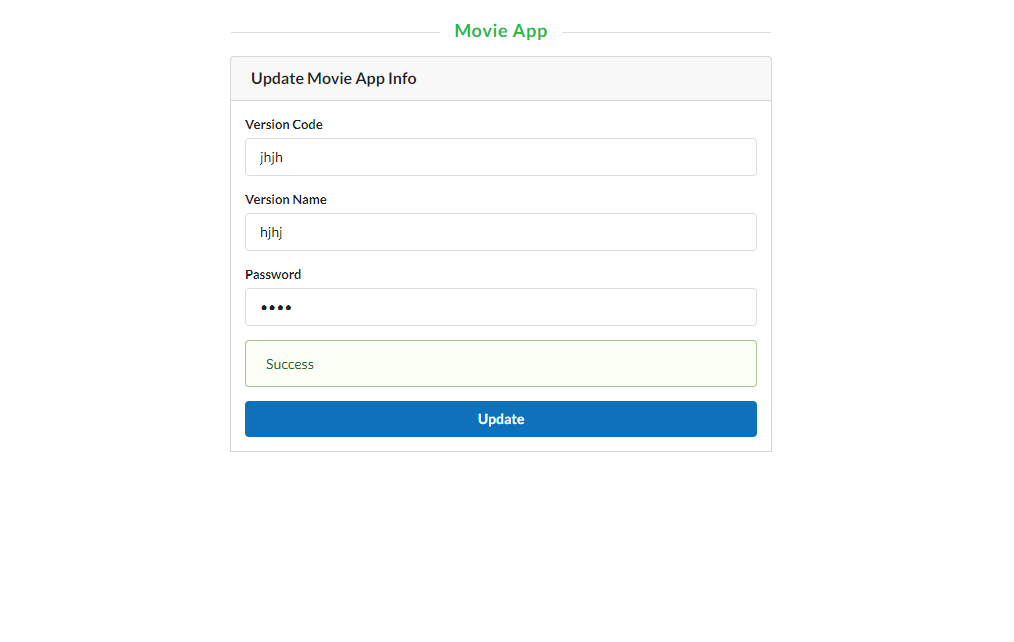 Movie App
Update Movie App Info
Version Code
jhjh
Version Name
hjhj
Password
••••
Success
Update